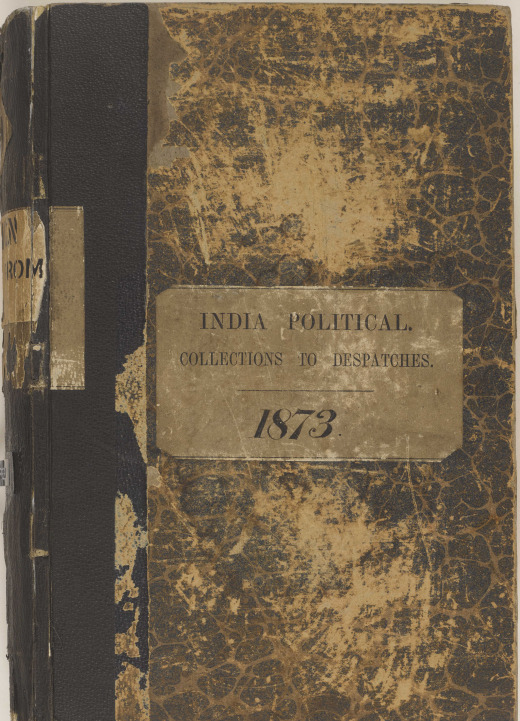 INDIA POLITICAL.
COLLECTIONS TO DESPATCHES.
1873.
ROM